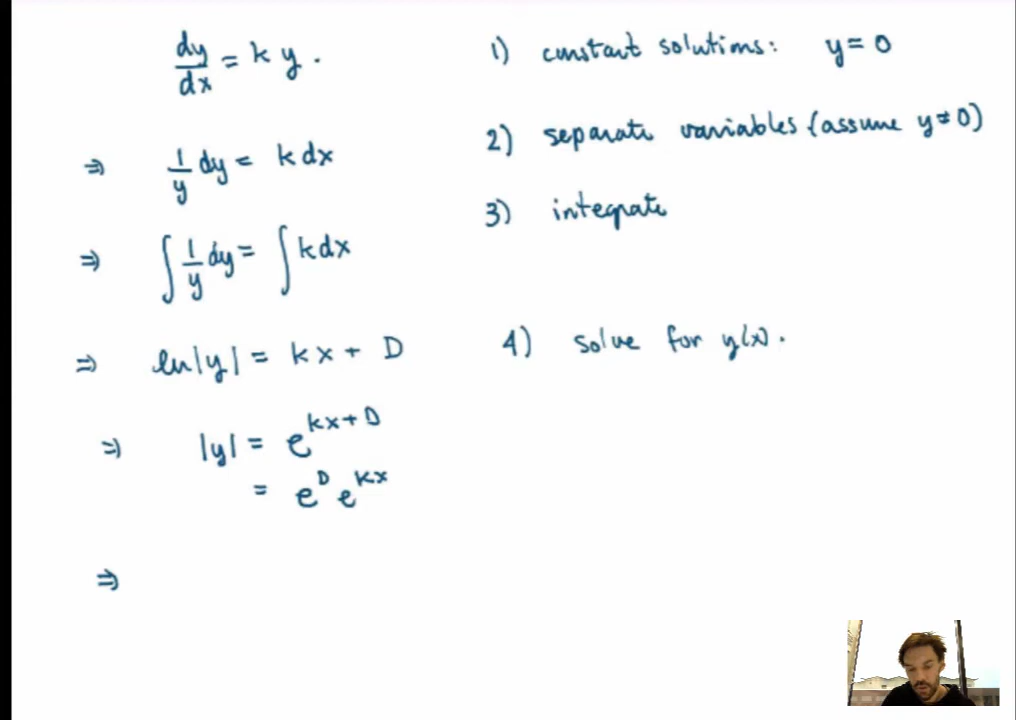 dy/dx = k y.
1) constant solutions: y = 0
⇒ 1/y dy = k dx
2) separate variables (assume y ≠ 0)
3) integrate
⇒ ∫ 1/y dy = ∫ k dx
⇒ ln|y| = kx + D
4) solve for y(x).
⇒ |y| = e^{kx+D}
= e^D e^{kx}
⇒